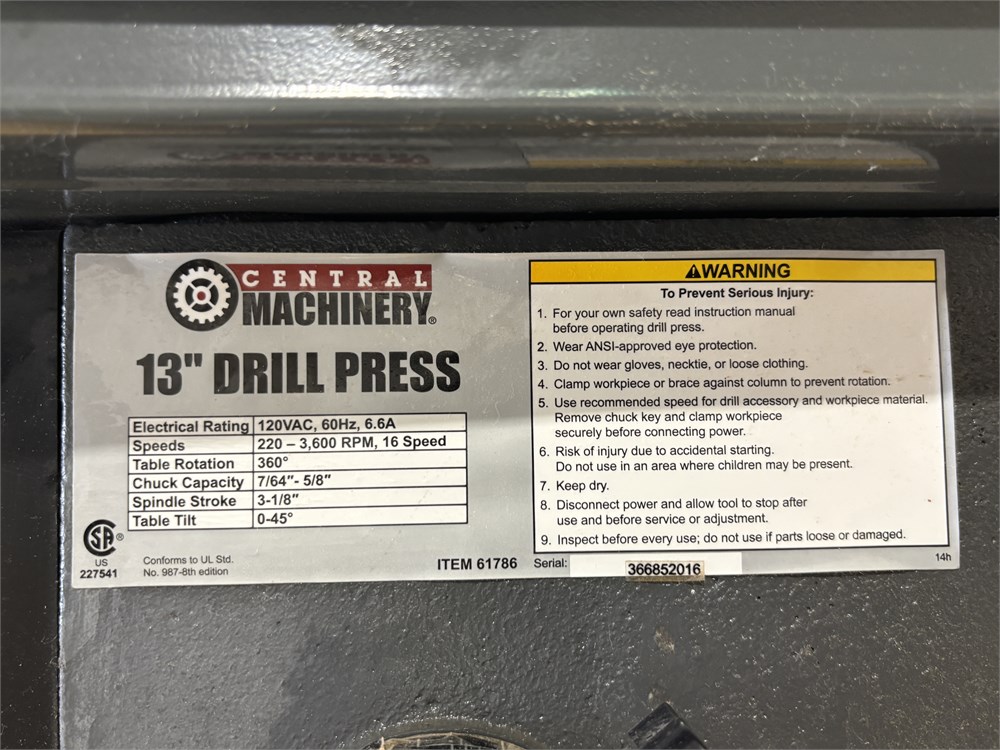 CENTRAL
MACHINERY®
13" DRILL PRESS
Electrical Rating 120VAC, 60Hz, 6.6A
Speeds 220 – 3,600 RPM, 16 Speed
Table Rotation 360°
Chuck Capacity 7/64"- 5/8"
Spindle Stroke 3-1/8"
Table Tilt 0-45°
SA®
US
227541
Conforms to UL Std.
No. 987-8th edition
ITEM 61786
⚠WARNING
To Prevent Serious Injury:
1. For your own safety read instruction manual
before operating drill press.
2. Wear ANSI-approved eye protection.
3. Do not wear gloves, necktie, or loose clothing.
4. Clamp workpiece or brace against column to prevent rotation.
5. Use recommended speed for drill accessory and workpiece material.
Remove chuck key and clamp workpiece
securely before connecting power.
6. Risk of injury due to accidental starting.
Do not use in an area where children may be present.
7. Keep dry.
8. Disconnect power and allow tool to stop after
use and before service or adjustment.
9. Inspect before every use; do not use if parts loose or damaged.
Serial: 366852016
14h